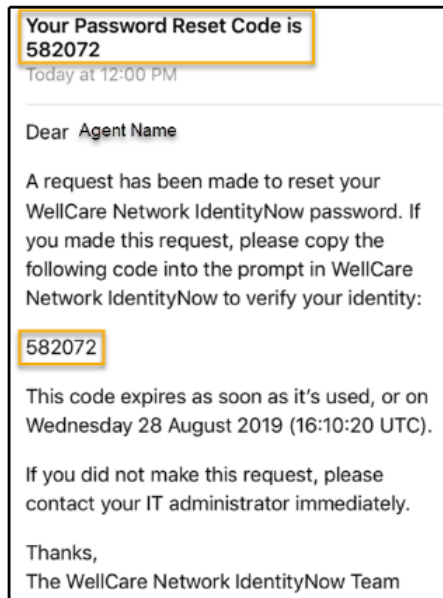 Your Password Reset Code is
582072
Today at 12:00 PM
Dear Agent Name
A request has been made to reset your
WellCare Network IdentityNow password. If
you made this request, please copy the
following code into the prompt in WellCare
Network IdentityNow to verify your identity:
582072
This code expires as soon as it's used, or on
Wednesday 28 August 2019 (16:10:20 UTC).
If you did not make this request, please
contact your IT administrator immediately.
Thanks,
The WellCare Network IdentityNow Team